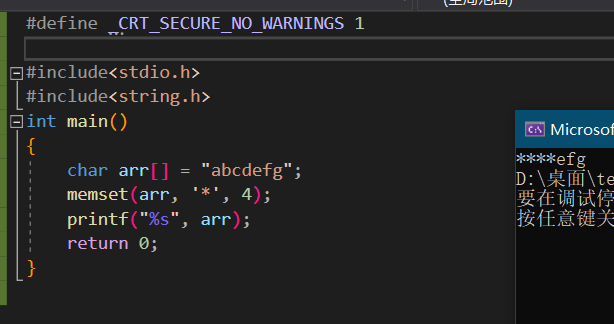 (全局范围)
#define _CRT_SECURE_NO_WARNINGS 1
#include<stdio.h>
#include<string.h>
int main()
{
char arr[] = "abcdefg";
memset(arr, '*', 4);
printf("%s", arr);
return 0;
}
Microsof
****efg
D:\桌面\te
要在调试停
按任意键关